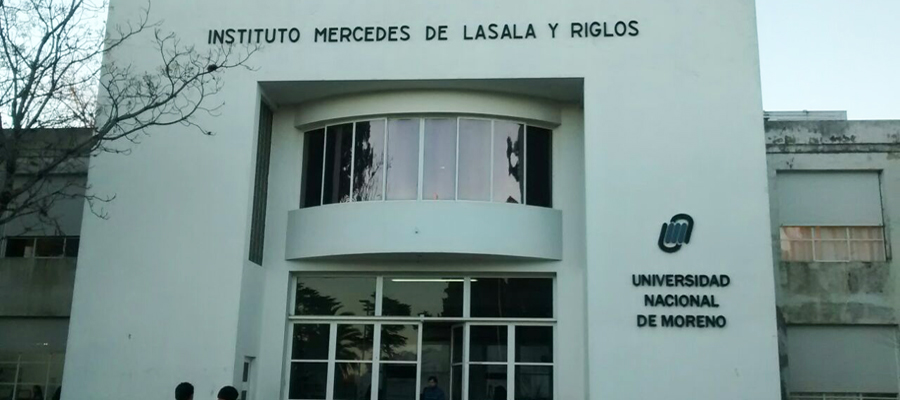 INSTITUTO MERCEDES DE LASALA Y RIGLOS
UNIVERSIDAD
NACIONAL
DE MORENO